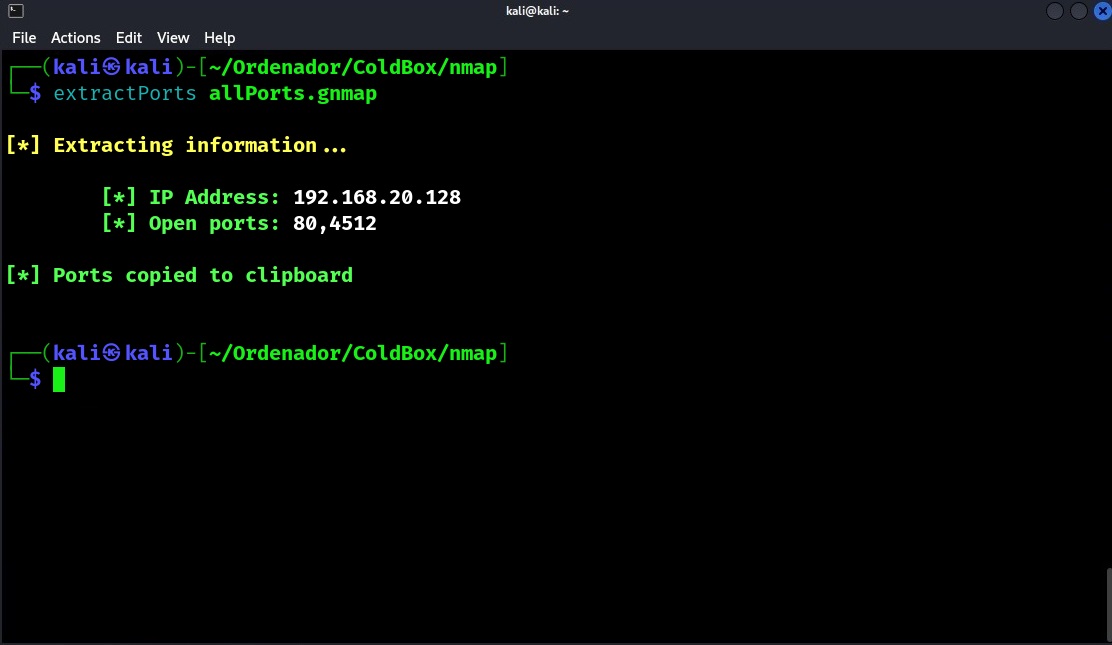 kali@kali: ~
File Actions Edit View Help
┌──(kali㉿kali)-[~/Ordenador/ColdBox/nmap]
└─$ extractPorts allPorts.gnmap
[*] Extracting information...
[*] IP Address: 192.168.20.128
[*] Open ports: 80,4512
[*] Ports copied to clipboard
┌──(kali㉿kali)-[~/Ordenador/ColdBox/nmap]
└─$